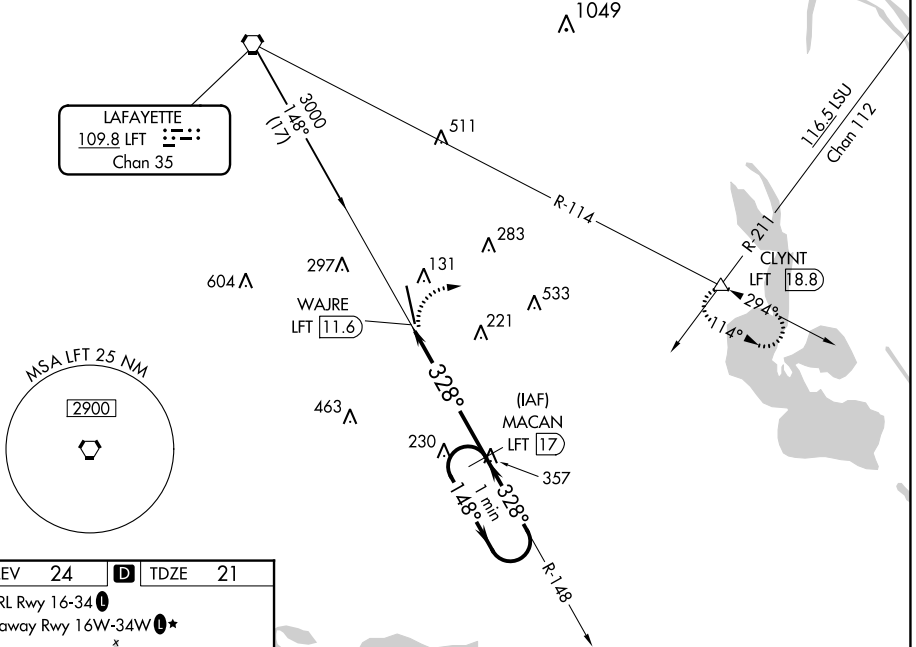 1049
LAFAYETTE
109.8 LFT
Chan 35
3000
148°
(17)
511
116.5 LSU
Chan 112
R-114
R-211
CLYNT
LFT 18.8
294°
114°
283
297
131
604
533
WAJRE
LFT 11.6
221
MSA LFT 25 NM
2900
328°
463
(IAF)
MACAN
LFT 17
230
357
1 min
148°
328°
R-148
EV 24 D TDZE 21
RL Rwy 16-34 L
away Rwy 16W-34W L★
x